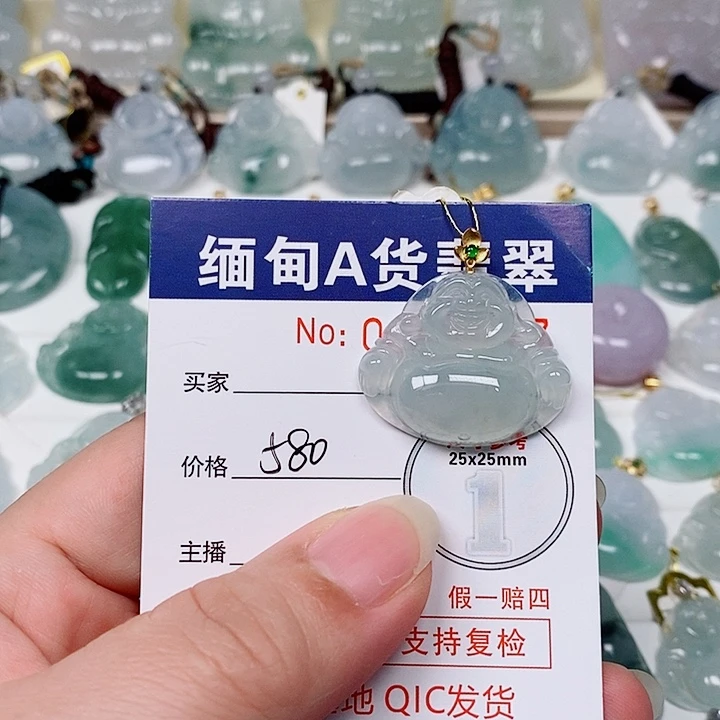 缅甸A货翡翠
No:
买家
价格 580
25x25mm
1
主播
假一赔四
支持复检
地 QIC发货